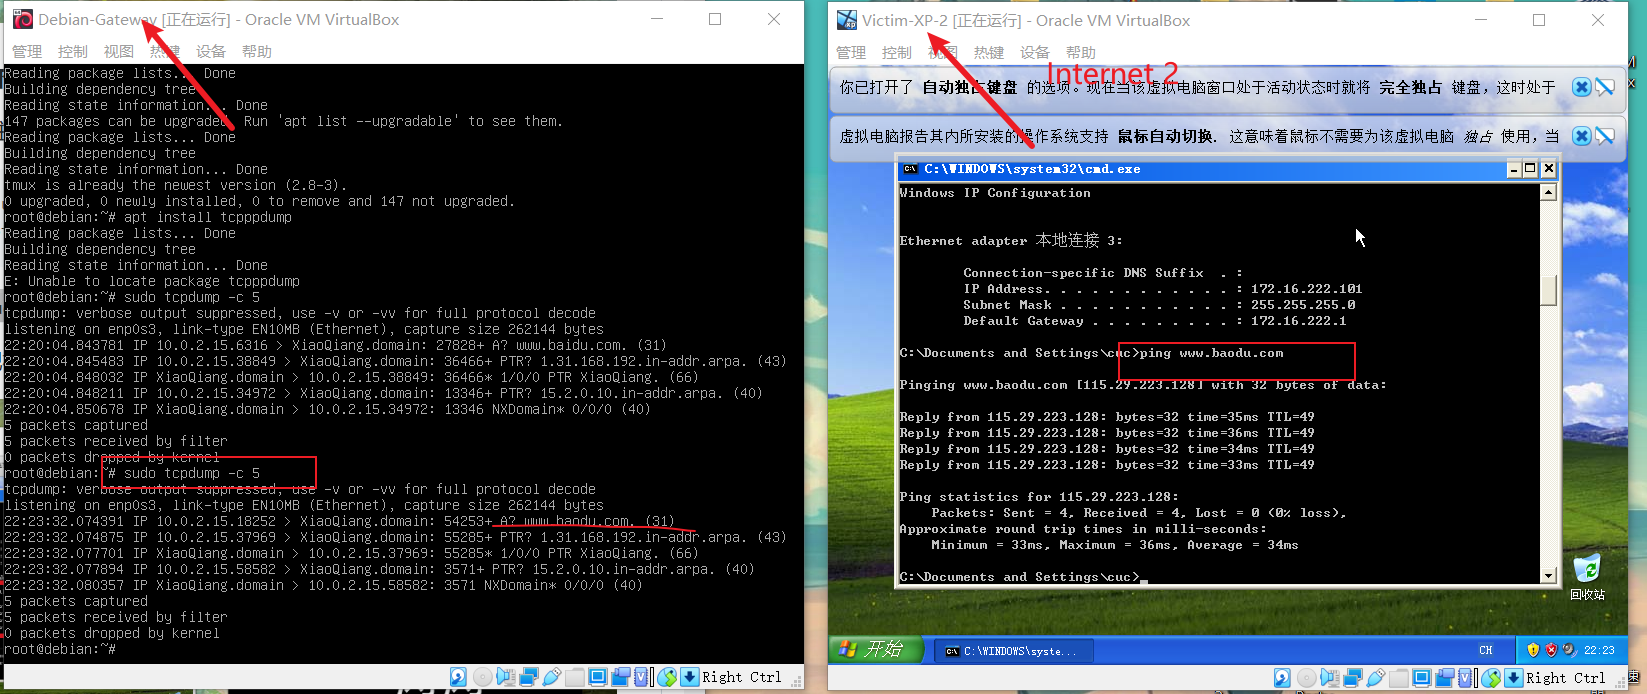 Debian-Gateway [正在运行] - Oracle VM VirtualBox
管理 控制 视图 热键 设备 帮助
Reading package lists... Done
Building dependency tree
Reading state information... Done
147 packages can be upgraded. Run 'apt list --upgradable' to see them.
Reading package lists... Done
Building dependency tree
Reading state information... Done
tmux is already the newest version (2.8-3).
0 upgraded, 0 newly installed, 0 to remove and 147 not upgraded.
root@debian:~# apt install tcpppdump
Reading package lists... Done
Building dependency tree
Reading state information... Done
E: Unable to locate package tcpppdump
root@debian:~# sudo tcpdump -c 5
tcpdump: verbose output suppressed, use -v or -vv for full protocol decode
listening on enp0s3, link-type EN10MB (Ethernet), capture size 262144 bytes
22:20:04.843781 IP 10.0.2.15.6316 > XiaoQiang.domain: 27828+ A? www.baidu.com. (31)
22:20:04.845483 IP 10.0.2.15.38849 > XiaoQiang.domain: 36466+ PTR? 1.31.168.192.in-addr.arpa. (43)
22:20:04.848032 IP XiaoQiang.domain > 10.0.2.15.38849: 36466* 1/0/0 PTR XiaoQiang. (66)
22:20:04.848211 IP 10.0.2.15.34972 > XiaoQiang.domain: 13346+ PTR? 15.2.0.10.in-addr.arpa. (40)
22:20:04.850678 IP XiaoQiang.domain > 10.0.2.15.34972: 13346 NXDomain* 0/0/0 (40)
5 packets captured
5 packets received by filter
0 packets dropped by kernel
root@debian:~# sudo tcpdump -c 5
tcpdump: verbose output suppressed, use -v or -vv for full protocol decode
listening on enp0s3, link-type EN10MB (Ethernet), capture size 262144 bytes
22:23:32.074391 IP 10.0.2.15.18252 > XiaoQiang.domain: 54253+ A? www.baodu.com. (31)
22:23:32.074875 IP 10.0.2.15.37969 > XiaoQiang.domain: 55285+ PTR? 1.31.168.192.in-addr.arpa. (43)
22:23:32.077701 IP XiaoQiang.domain > 10.0.2.15.37969: 55285* 1/0/0 PTR XiaoQiang. (66)
22:23:32.077894 IP 10.0.2.15.58582 > XiaoQiang.domain: 3571+ PTR? 15.2.0.10.in-addr.arpa. (40)
22:23:32.080357 IP XiaoQiang.domain > 10.0.2.15.58582: 3571 NXDomain* 0/0/0 (40)
5 packets captured
5 packets received by filter
0 packets dropped by kernel
root@debian:~#
Right Ctrl
Victim-XP-2 [正在运行] - Oracle VM VirtualBox
管理 控制 视图 热键 设备 帮助
Internet 2
你已打开了 自动独占键盘 的选项。现在当该虚拟电脑窗口处于活动状态时就将 完全独占 键盘，这时处于
虚拟电脑报告其内所安装的操作系统支持 鼠标自动切换. 这意味着鼠标不需要为该虚拟电脑 独占 使用，当
C:\WINDOWS\system32\cmd.exe
Windows IP Configuration
Ethernet adapter 本地连接 3:
Connection-specific DNS Suffix . :
IP Address. . . . . . . . . . . . : 172.16.222.101
Subnet Mask . . . . . . . . . . . : 255.255.255.0
Default Gateway . . . . . . . . . : 172.16.222.1
C:\Documents and Settings\cuc>ping www.baodu.com
Pinging www.baodu.com [115.29.223.128] with 32 bytes of data:
Reply from 115.29.223.128: bytes=32 time=35ms TTL=49
Reply from 115.29.223.128: bytes=32 time=36ms TTL=49
Reply from 115.29.223.128: bytes=32 time=34ms TTL=49
Reply from 115.29.223.128: bytes=32 time=33ms TTL=49
Ping statistics for 115.29.223.128:
Packets: Sent = 4, Received = 4, Lost = 0 (0% loss),
Approximate round trip times in milli-seconds:
Minimum = 33ms, Maximum = 36ms, Average = 34ms
C:\Documents and Settings\cuc>_
回收站
开始 C:\WINDOWS\syste... CH 22:23
Right Ctrl